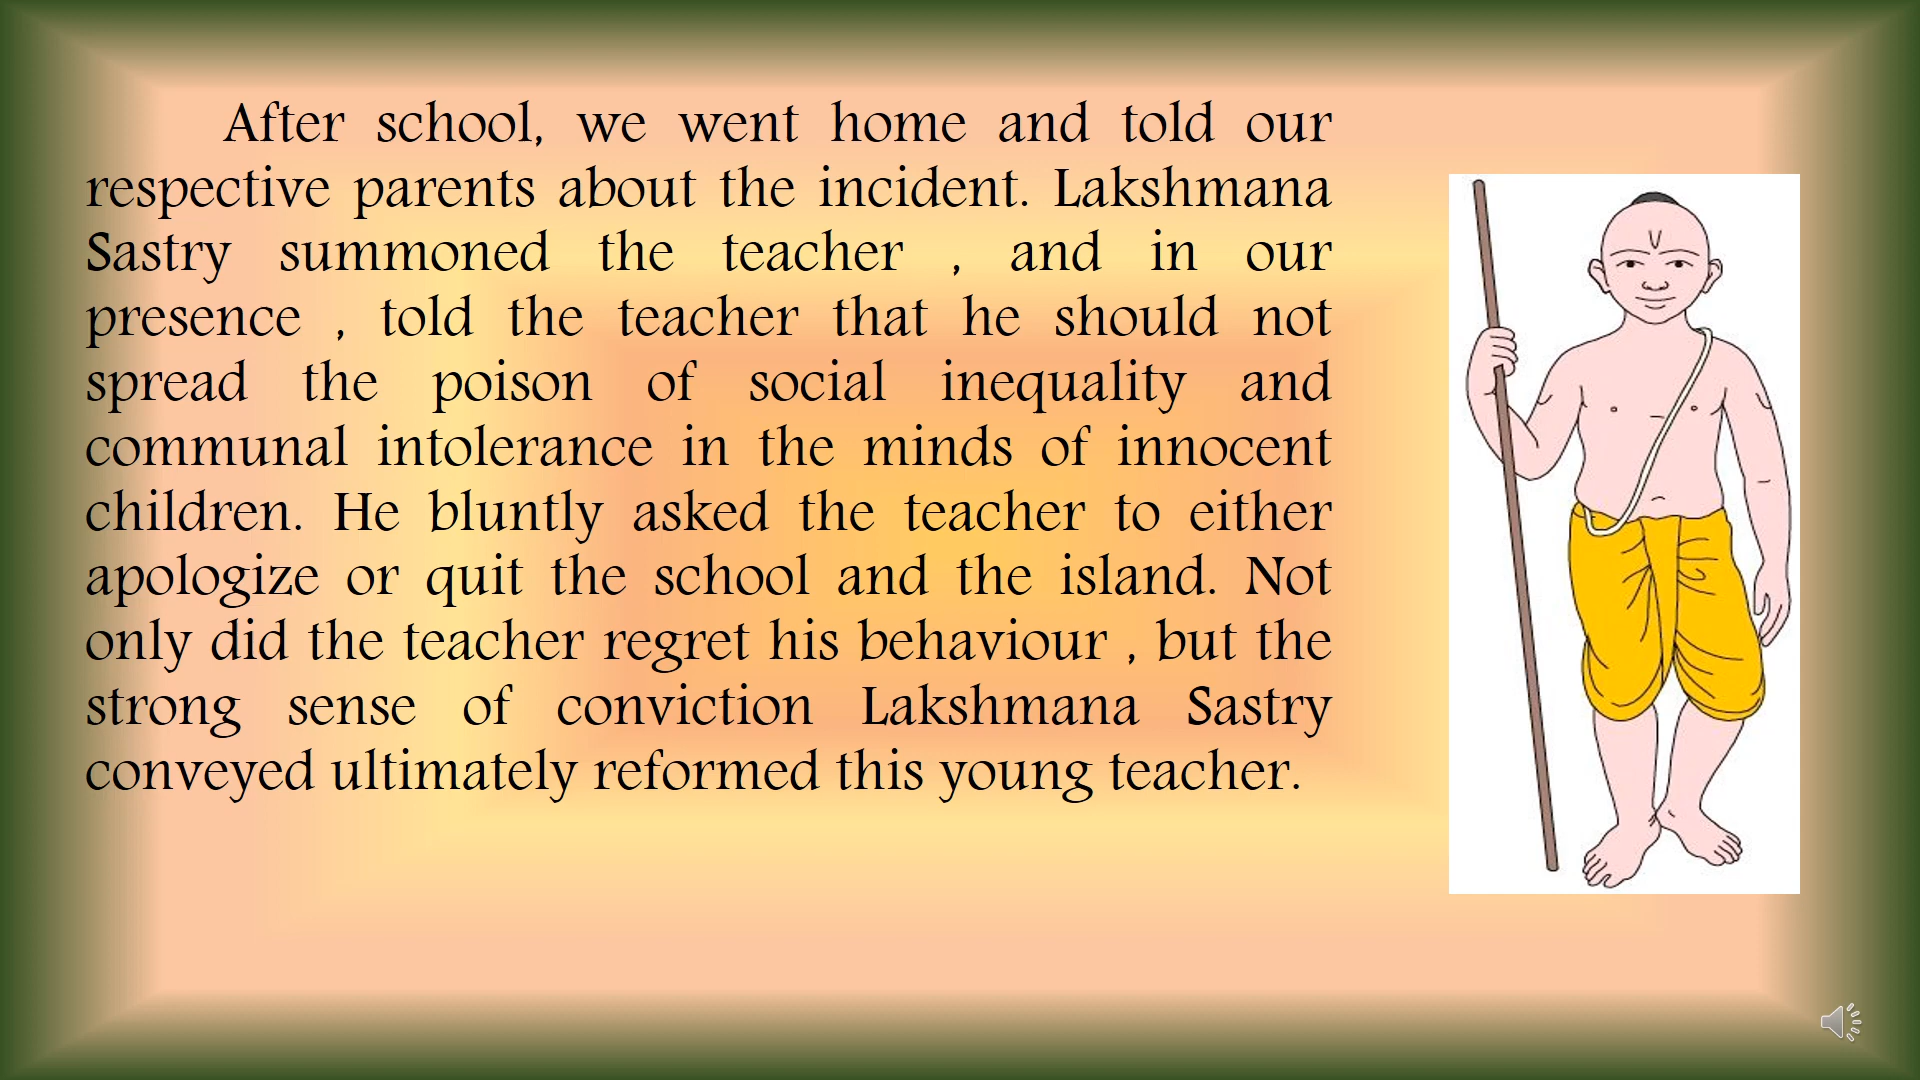 After school, we went home and told our
respective parents about the incident. Lakshmana
Sastry summoned the teacher , and in our
presence , told the teacher that he should not
spread the poison of social inequality and
communal intolerance in the minds of innocent
children. He bluntly asked the teacher to either
apologize or quit the school and the island. Not
only did the teacher regret his behaviour , but the
strong sense of conviction Lakshmana Sastry
conveyed ultimately reformed this young teacher.